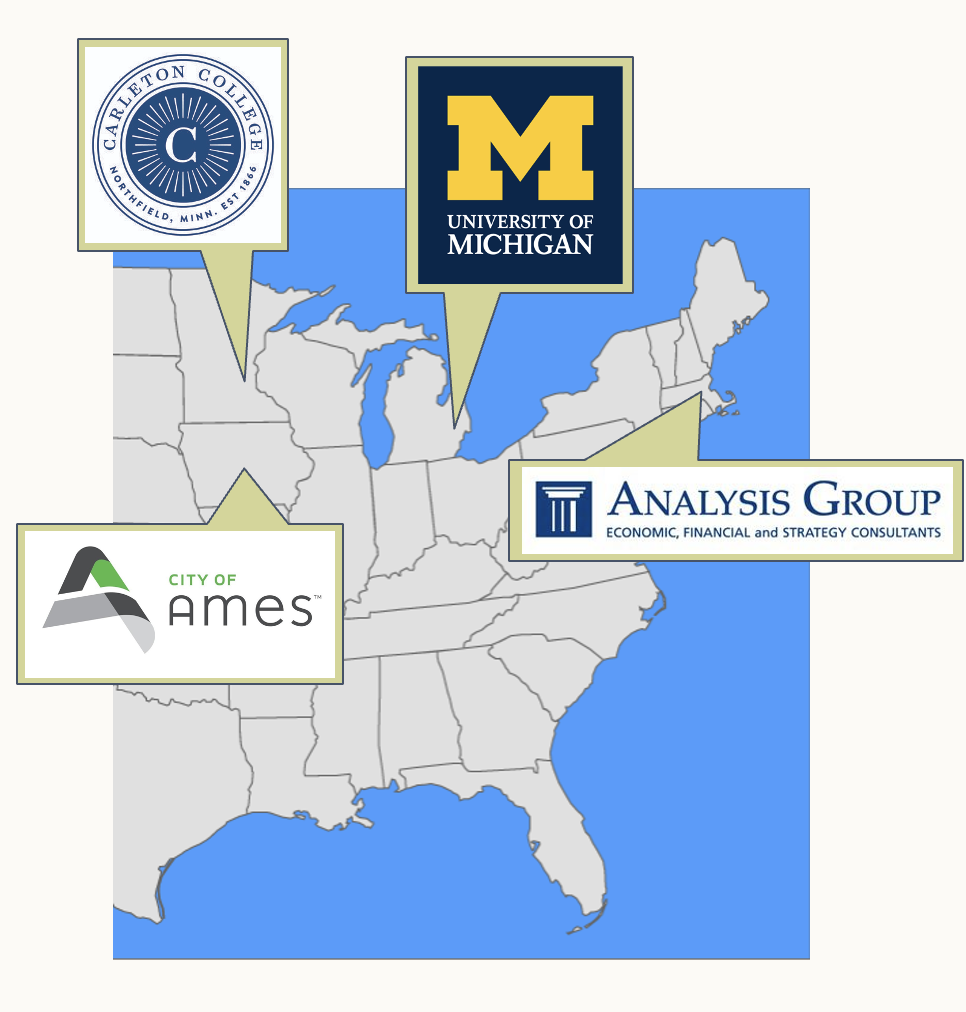 CARLETON COLLEGE
C
NORTHFIELD, MINN. EST 1866
M
UNIVERSITY OF
MICHIGAN
ANALYSIS GROUP
ECONOMIC, FINANCIAL and STRATEGY CONSULTANTS
CITY OF
Ames™